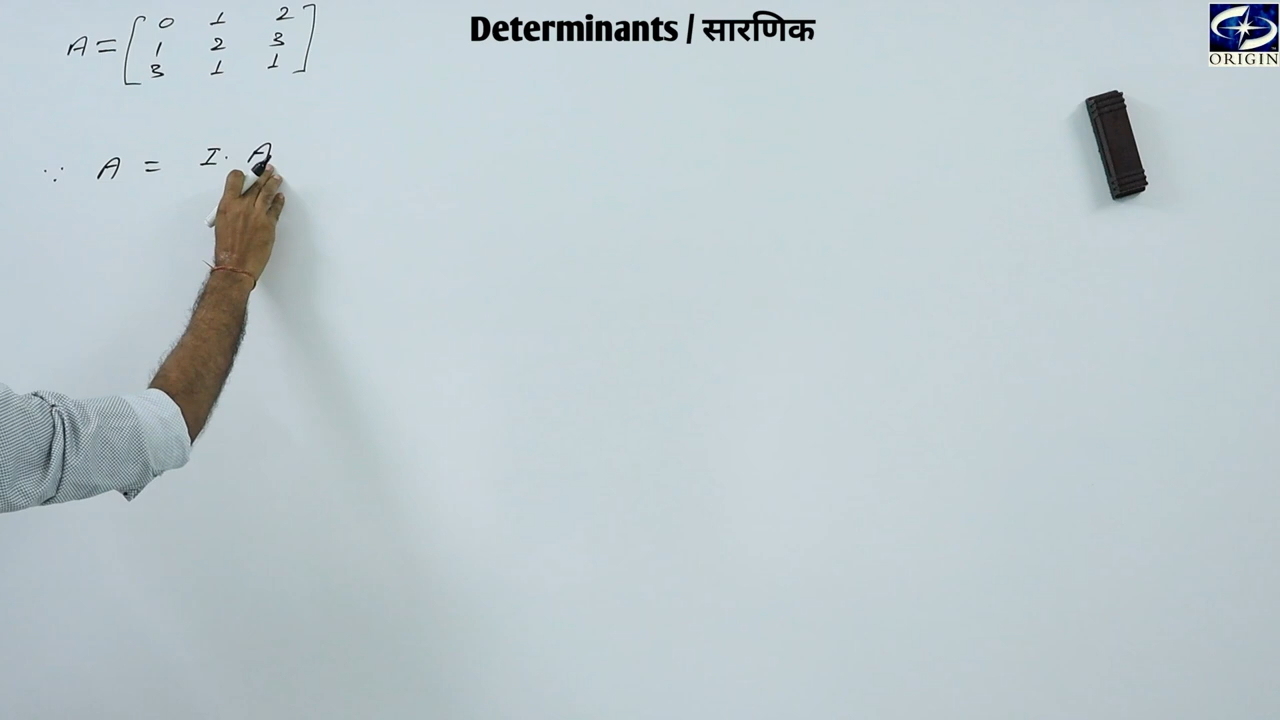 Determinants / सारणिक
ORIGIN
A = [ 0 1 2
1 2 3
3 1 1 ]
∵ A = I. A